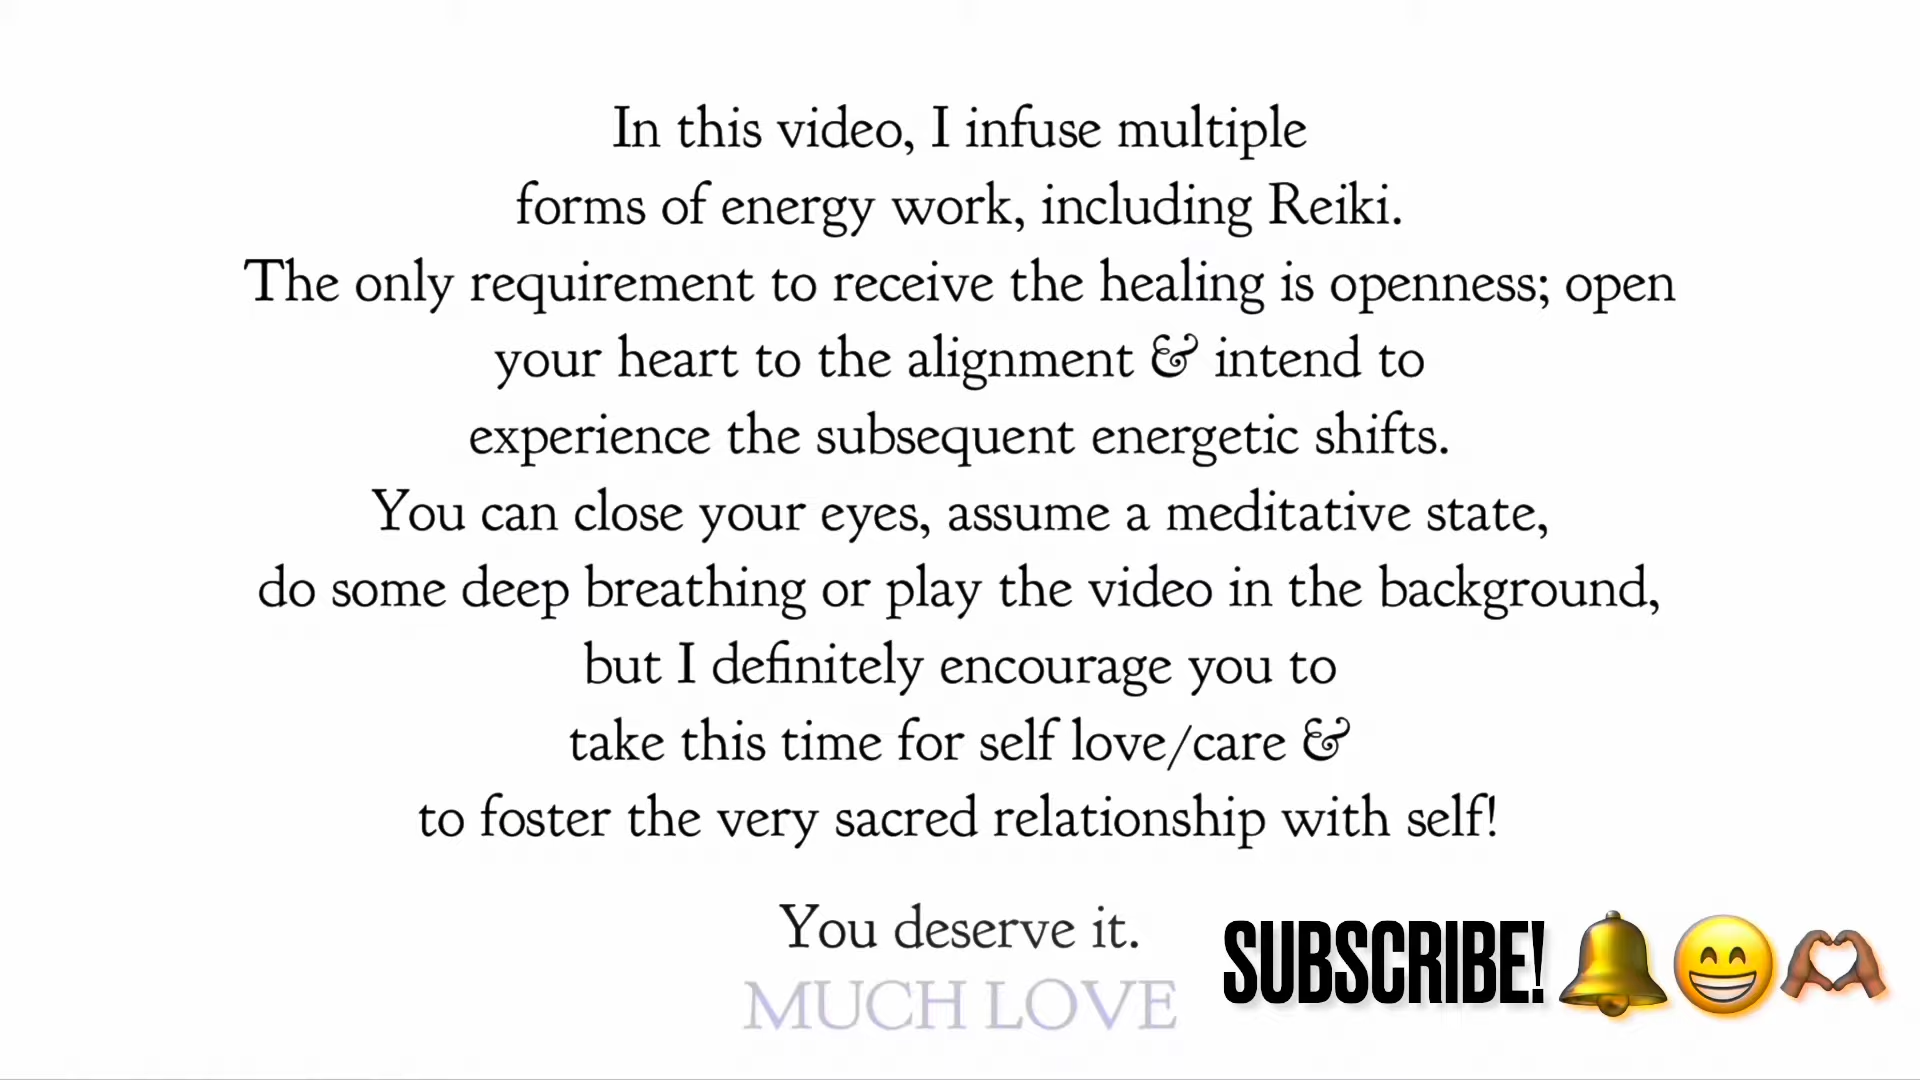 In this video, I infuse multiple
forms of energy work, including Reiki.
The only requirement to receive the healing is openness; open
your heart to the alignment & intend to
experience the subsequent energetic shifts.
You can close your eyes, assume a meditative state,
do some deep breathing or play the video in the background,
but I definitely encourage you to
take this time for self love/care &
to foster the very sacred relationship with self!
You deserve it.
MUCH LOVE
SUBSCRIBE! 🔔😁🫶🏾